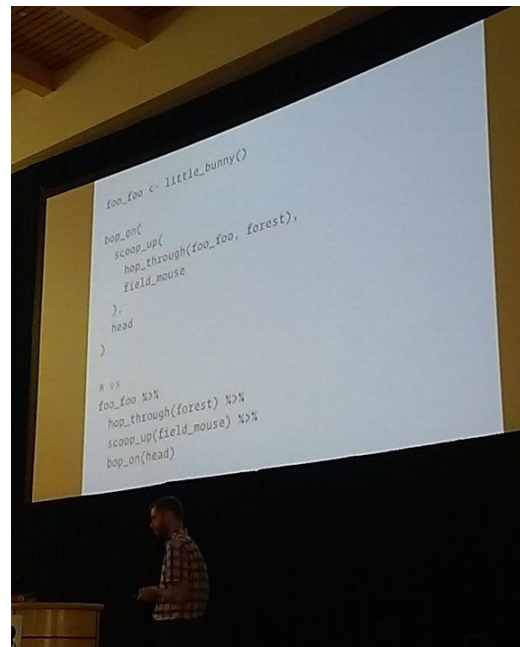 foo_foo <- little_bunny()
bop_on(
scoop_up(
hop_through(foo_foo, forest),
field_mouse
),
head
)
# vs
foo_foo %>%
hop_through(forest) %>%
scoop_up(field_mouse) %>%
bop_on(head)